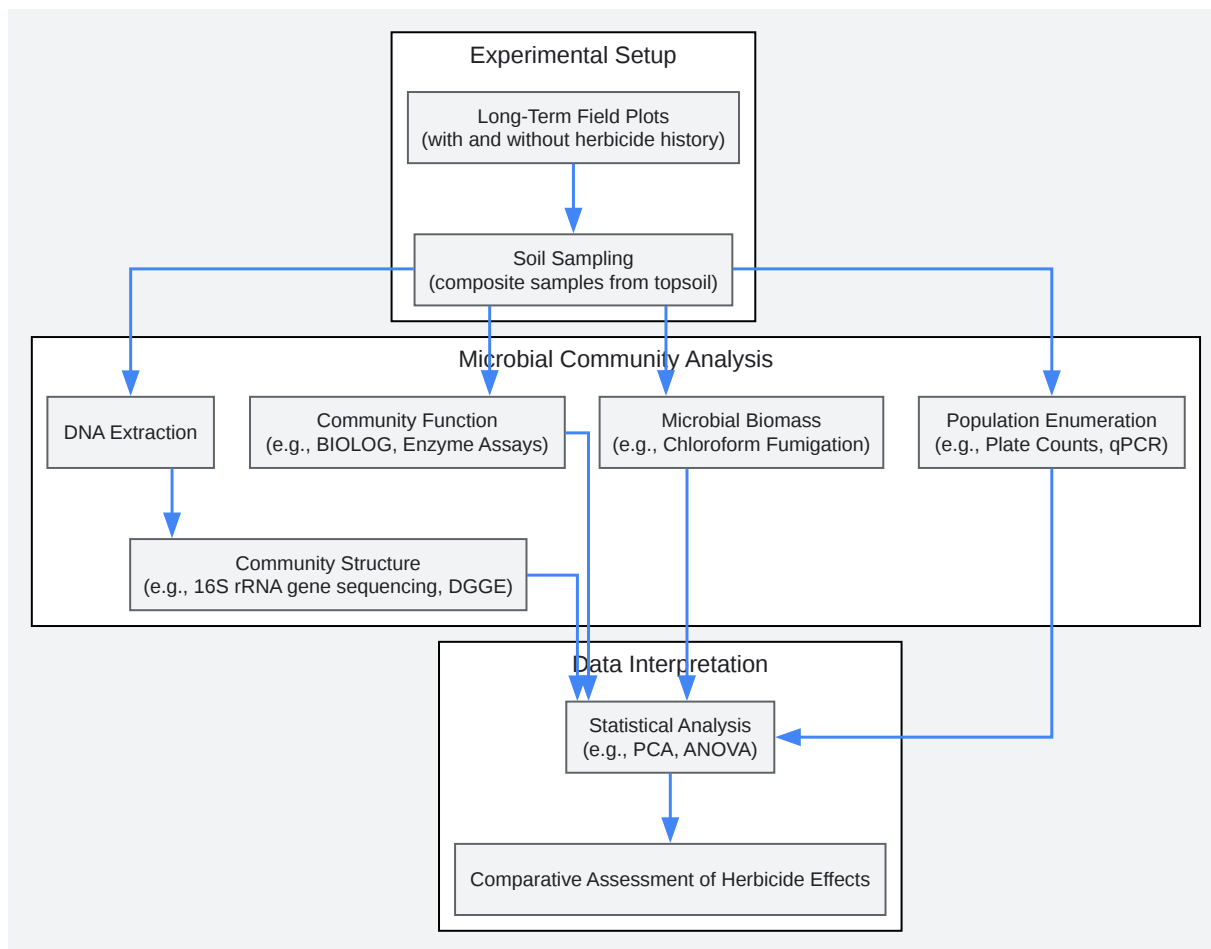 Experimental Setup
Long-Term Field Plots
(with and without herbicide history)
Soil Sampling
(composite samples from topsoil)
Microbial Community Analysis
DNA Extraction
Community Function
(e.g., BIOLOG, Enzyme Assays)
Microbial Biomass
(e.g., Chloroform Fumigation)
Population Enumeration
(e.g., Plate Counts, qPCR)
Community Structure
(e.g., 16S rRNA gene sequencing, DGGE)
Data Interpretation
Statistical Analysis
(e.g., PCA, ANOVA)
Comparative Assessment of Herbicide Effects